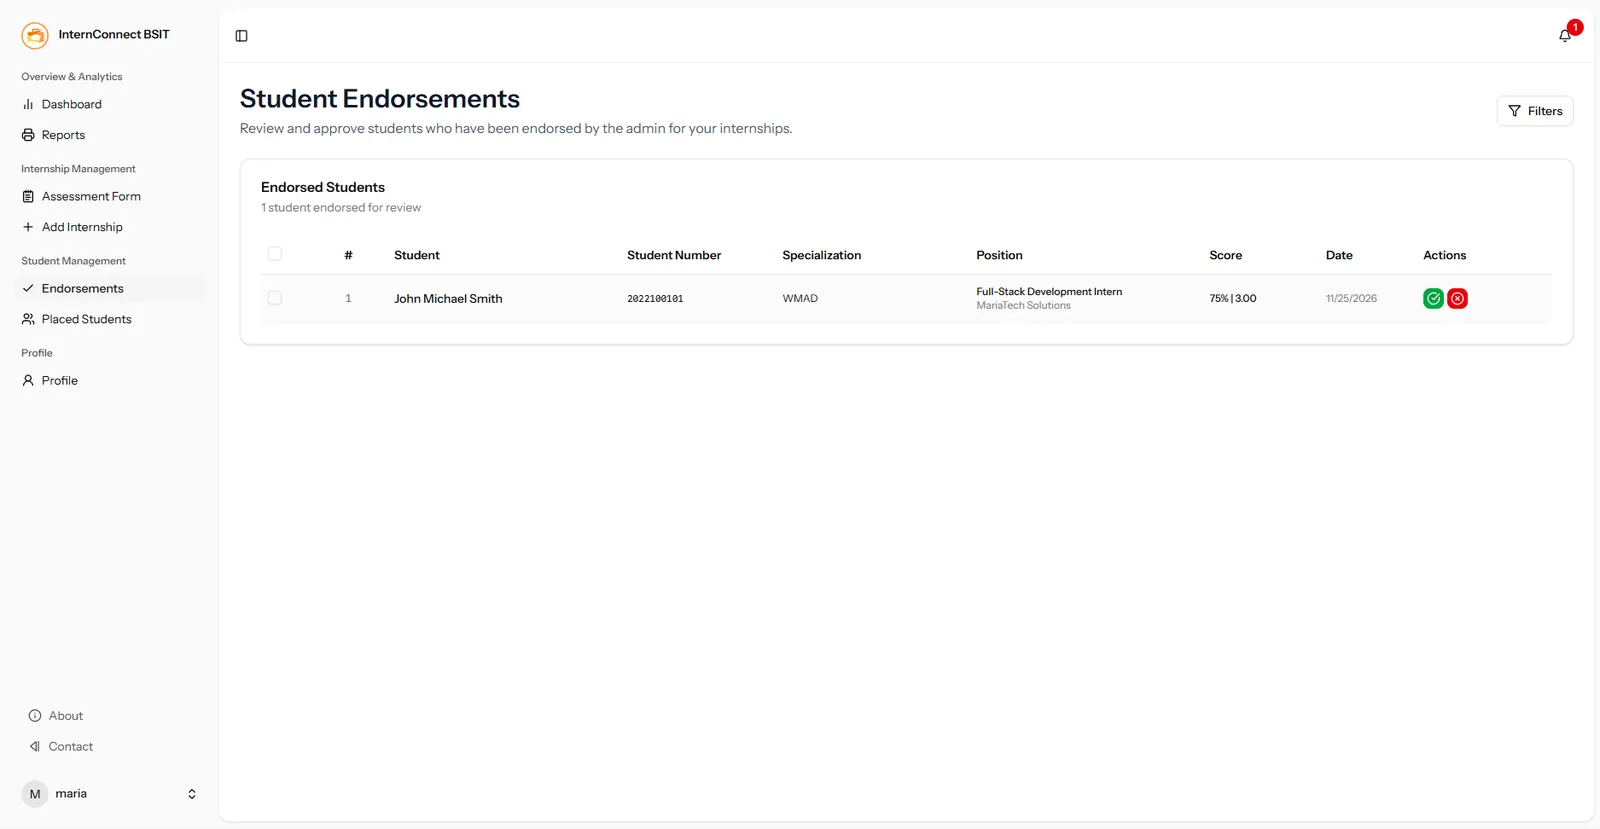 InternConnect BSIT
Overview & Analytics
Dashboard
Reports
Internship Management
Assessment Form
Add Internship
Student Management
Endorsements
Placed Students
Profile
Profile
About
Contact
M maria
1
Student Endorsements
Review and approve students who have been endorsed by the admin for your internships.
Filters
Endorsed Students
1 student endorsed for review
# Student Student Number Specialization Position Score Date Actions
1 John Michael Smith 2022100101 WMAD Full-Stack Development Intern 75% | 3.00 11/25/2026
MariaTech Solutions